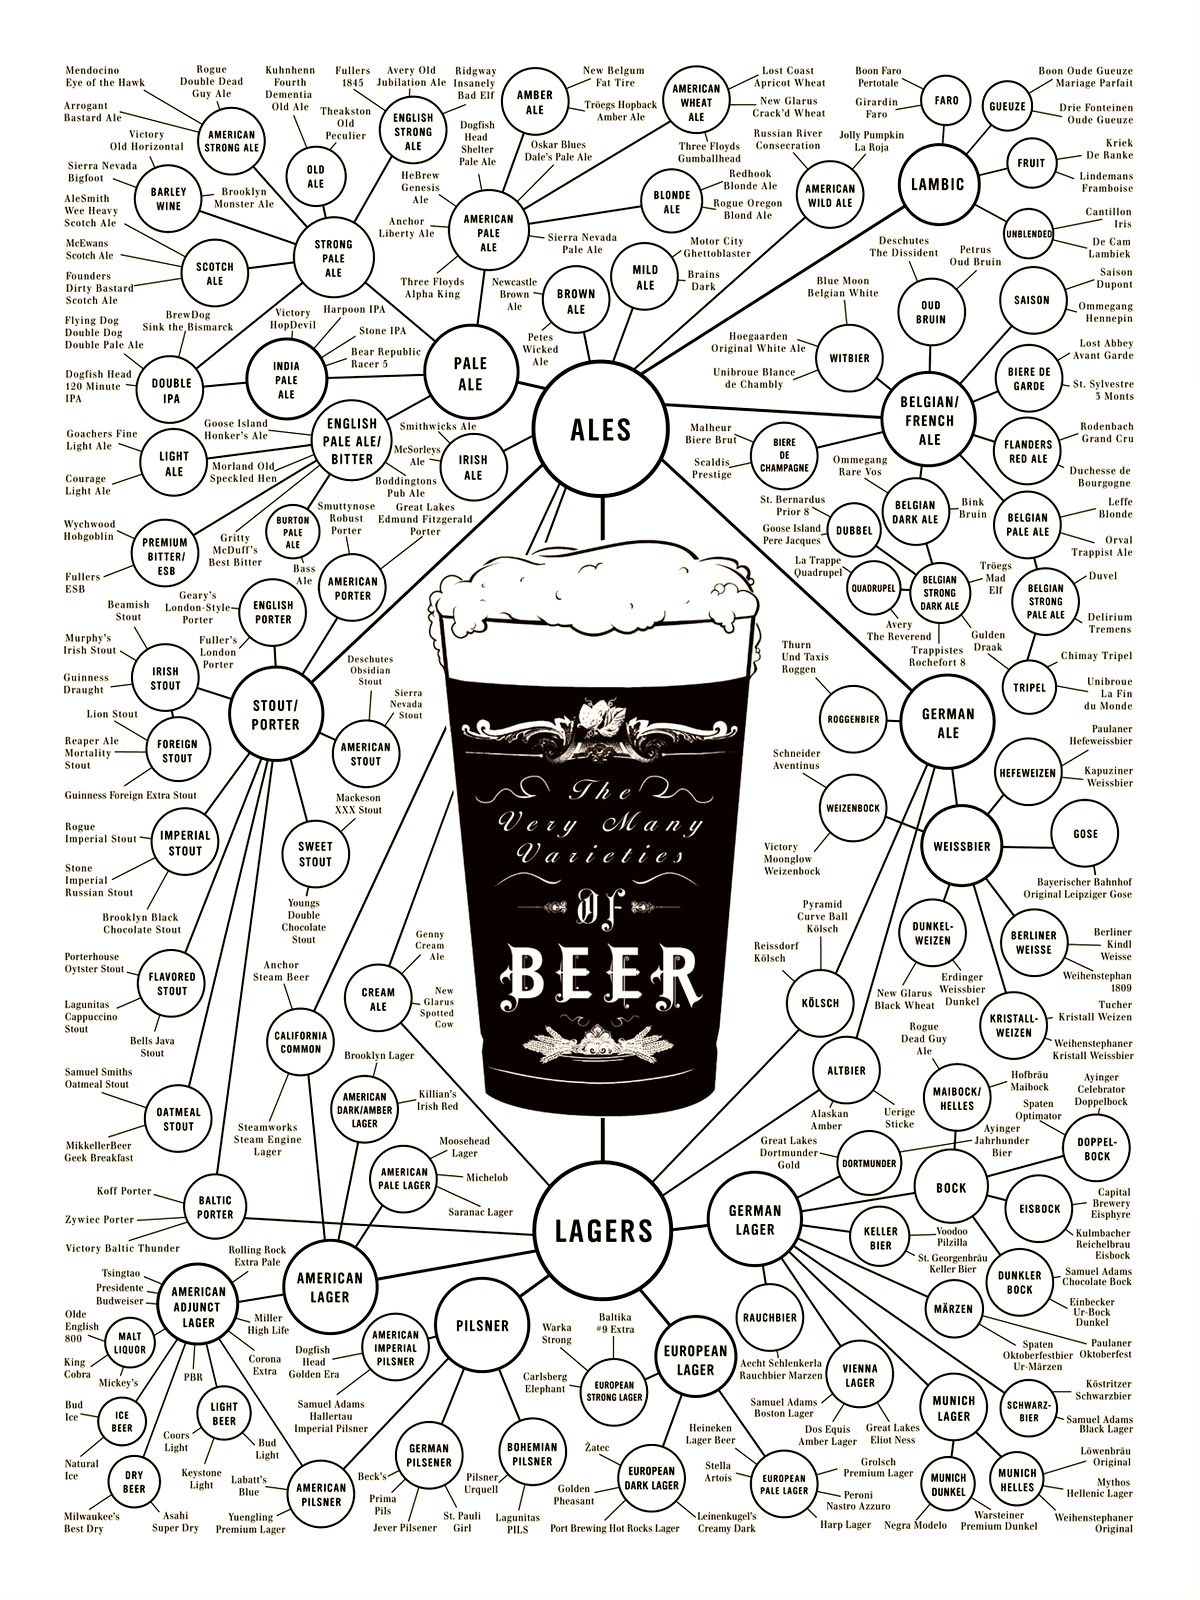 Mendocino
Eye of the Hawk
Arrogant
Bastard Ale
Rogue
Double Dead
Guy Ale
Victory
Old Horizontal
AMERICAN
STRONG ALE
Kuhnhenn
Fourth
Dementia
Old Ale
Theakston
Old
Peculier
OLD
ALE
Fullers
1845
Avery Old
Jubilation Ale
Ridgway
Insanely
Bad Elf
ENGLISH
STRONG
ALE
Sierra Nevada
Bigfoot
Brooklyn
Monster Ale
BARLEY
WINE
AleSmith
Wee Heavy
Scotch Ale
McEwans
Scotch Ale
Founders
Dirty Bastard
Scotch Ale
SCOTCH
ALE
STRONG
PALE
ALE
Flying Dog
Double Dog
Double Pale Ale
BrewDog
Sink the Bismarck
Dogfish Head
120 Minute
IPA
DOUBLE
IPA
Victory
HopDevil
Harpoon IPA
Stone IPA
Bear Republic
Racer 5
INDIA
PALE
ALE
PALE
ALE
Dogfish
Head
Shelter
Pale Ale
Oskar Blues
Dale's Pale Ale
HeBrew
Genesis
Ale
Anchor
Liberty Ale
Three Floyds
Alpha King
Sierra Nevada
Pale Ale
AMERICAN
PALE
ALE
AMBER
ALE
New Belgum
Fat Tire
Tröegs Hopback
Amber Ale
AMERICAN
WHEAT
ALE
Lost Coast
Apricot Wheat
New Glarus
Crack'd Wheat
Three Floyds
Gumballhead
BLONDE
ALE
Redhook
Blonde Ale
Rogue Oregon
Blond Ale
Newcastle
Brown
Ale
Petes
Wicked
Ale
BROWN
ALE
MILD
ALE
Motor City
Ghettoblaster
Brains
Dark
Russian River
Consecration
Jolly Pumpkin
La Roja
AMERICAN
WILD ALE
Boon Faro
Pertotale
Girardin
Faro
FARO
GUEUZE
Boon Oude Gueuze
Mariage Parfait
Drie Fonteinen
Oude Gueuze
LAMBIC
FRUIT
Kriek
De Ranke
Lindemans
Framboise
UNBLENDED
Cantillon
Iris
De Cam
Lambiek
Deschutes
The Dissident
Petrus
Oud Bruin
OUD
BRUIN
SAISON
Saison
Dupont
Ommegang
Hennepin
Blue Moon
Belgian White
Hoegaarden
Original White Ale
Unibroue Blance
de Chambly
WITBIER
BIERE DE
GARDE
Lost Abbey
Avant Garde
St. Sylvestre
3 Monts
BELGIAN/
FRENCH
ALE
ALES
FLANDERS
RED ALE
Rodenbach
Grand Cru
Duchesse de
Bourgogne
Malheur
Biere Brut
Scaldis
Prestige
BIERE
DE
CHAMPAGNE
Ommegang
Rare Vos
Bink
Bruin
BELGIAN
DARK ALE
BELGIAN
PALE ALE
Leffe
Blonde
Orval
Trappist Ale
St. Bernardus
Prior 8
Goose Island
Pere Jacques
DUBBEL
La Trappe
Quadrupel
QUADRUPEL
BELGIAN
STRONG
DARK ALE
Tröegs
Mad
Elf
Avery
The Reverend
Gulden
Draak
Trappistes
Rochefort 8
BELGIAN
STRONG
PALE ALE
Duvel
Delirium
Tremens
TRIPEL
Chimay Tripel
Unibroue
La Fin
du Monde
Goachers Fine
Light Ale
Courage
Light Ale
LIGHT
ALE
Goose Island
Honker's Ale
Morland Old
Speckled Hen
ENGLISH
PALE ALE/
BITTER
Smithwicks Ale
McSorleys
Ale
Boddingtons
Pub Ale
IRISH
ALE
Wychwood
Hobgoblin
Fullers
ESB
PREMIUM
BITTER/
ESB
Gritty
McDuff's
Best Bitter
BURTON
PALE
ALE
Bass
Ale
Smuttynose
Robust
Porter
Great Lakes
Edmund Fitzgerald
Porter
AMERICAN
PORTER
Geary's
London-Style
Porter
Fuller's
London
Porter
ENGLISH
PORTER
Beamish
Stout
Murphy's
Irish Stout
Guinness
Draught
IRISH
STOUT
STOUT/
PORTER
Lion Stout
Reaper Ale
Mortality
Stout
Guinness Foreign Extra Stout
FOREIGN
STOUT
Deschutes
Obsidian
Stout
Sierra
Nevada
Stout
AMERICAN
STOUT
Mackeson
XXX Stout
SWEET
STOUT
Youngs
Double
Chocolate
Stout
Rogue
Imperial Stout
Stone
Imperial
Russian Stout
Brooklyn Black
Chocolate Stout
IMPERIAL
STOUT
Porterhouse
Oytster Stout
Lagunitas
Cappuccino
Stout
Bells Java
Stout
FLAVORED
STOUT
Samuel Smiths
Oatmeal Stout
MikkellerBeer
Geek Breakfast
OATMEAL
STOUT
Koff Porter
Zywiec Porter
Victory Baltic Thunder
BALTIC
PORTER
The
Very Many
Varieties
OF
BEER
Thurn
Und Taxis
Roggen
ROGGENBIER
GERMAN
ALE
Schneider
Aventinus
WEIZENBOCK
Victory
Moonglow
Weizenbock
HEFEWEIZEN
Paulaner
Hefeweissbier
Kapuziner
Weissbier
WEISSBIER
GOSE
Bayerischer Bahnhof
Original Leipziger Gose
DUNKEL-
WEIZEN
New Glarus
Black Wheat
Erdinger
Weissbier
Dunkel
BERLINER
WEISSE
Berliner
Kindl
Weisse
Weihenstephan
1809
KRISTALL-
WEIZEN
Tucher
Kristall Weizen
Weihenstephaner
Kristall Weissbier
Pyramid
Curve Ball
Kölsch
Reissdorf
Kölsch
KÖLSCH
ALTBIER
Alaskan
Amber
Uerige
Sticke
Anchor
Steam Beer
CALIFORNIA
COMMON
Steamworks
Steam Engine
Lager
Genny
Cream
Ale
New
Glarus
Spotted
Cow
CREAM
ALE
Brooklyn Lager
Killian's
Irish Red
AMERICAN
DARK/AMBER
LAGER
Moosehead
Lager
Michelob
Saranac Lager
AMERICAN
PALE LAGER
LAGERS
AMERICAN
LAGER
Rolling Rock
Extra Pale
Tsingtao
Presidente
Budweiser
Miller
High Life
Corona
Extra
PBR
AMERICAN
ADJUNCT
LAGER
Olde
English
800
King
Cobra
Mickey's
MALT
LIQUOR
Bud
Ice
Natural
Ice
ICE
BEER
Milwaukee's
Best Dry
Asahi
Super Dry
DRY
BEER
LIGHT
BEER
Coors
Light
Keystone
Light
Bud
Light
Labatt's
Blue
Yuengling
Premium Lager
AMERICAN
PILSNER
PILSNER
AMERICAN
IMPERIAL
PILSNER
Dogfish
Head
Golden Era
Samuel Adams
Hallertau
Imperial Pilsner
GERMAN
PILSENER
Beck's
Prima
Pils
Jever Pilsener
St. Pauli
Girl
BOHEMIAN
PILSNER
Pilsner
Urquell
Lagunitas
PILS
EUROPEAN
LAGER
Warka
Strong
Baltika
#9 Extra
Carlsberg
Elephant
EUROPEAN
STRONG LAGER
Žatec
Golden
Pheasant
Port Brewing Hot Rocks Lager
Leinenkugel's
Creamy Dark
EUROPEAN
DARK LAGER
Heineken
Lager Beer
Stella
Artois
Grolsch
Premium Lager
Peroni
Nastro Azzuro
Harp Lager
EUROPEAN
PALE LAGER
GERMAN
LAGER
Great Lakes
Dortmunder
Gold
Ayinger
Jahrhunder
Bier
DORTMUNDER
KELLER
BIER
Voodoo
Pilzilla
St. Georgenbräu
Keller Bier
Rogue
Dead Guy
Ale
Hofbräu
Maibock
MAIBOCK/
HELLES
BOCK
Spaten
Optimator
Ayinger
Celebrator
Doppelbock
DOPPEL-
BOCK
EISBOCK
Capital
Brewery
Eisphyre
Kulmbacher
Reichelbrau
Eisbock
DUNKLER
BOCK
Samuel Adams
Chocolate Bock
Einbecker
Ur-Bock
Dunkel
RAUCHBIER
Aecht Schlenkerla
Rauchbier Marzen
MÄRZEN
Spaten
Oktoberfestbier
Ur-Märzen
Paulaner
Oktoberfest
VIENNA
LAGER
Samuel Adams
Boston Lager
Dos Equis
Amber Lager
Great Lakes
Eliot Ness
MUNICH
LAGER
SCHWARZ-
BIER
Köstritzer
Schwarzbier
Samuel Adams
Black Lager
MUNICH
DUNKEL
Negra Modelo
Warsteiner
Premium Dunkel
MUNICH
HELLES
Löwenbräu
Original
Mythos
Hellenic Lager
Weihenstephaner
Original